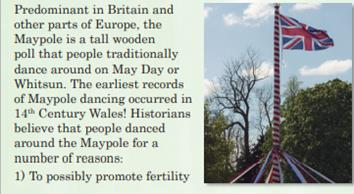 Predominant in Britain and
other parts of Europe, the
Maypole is a tall wooden
poll that people traditionally
dance around on May Day or
Whitsun. The earliest records
of Maypole dancing occurred in
14th Century Wales! Historians
believe that people danced
around the Maypole for a
number of reasons:
1) To possibly promote fertility